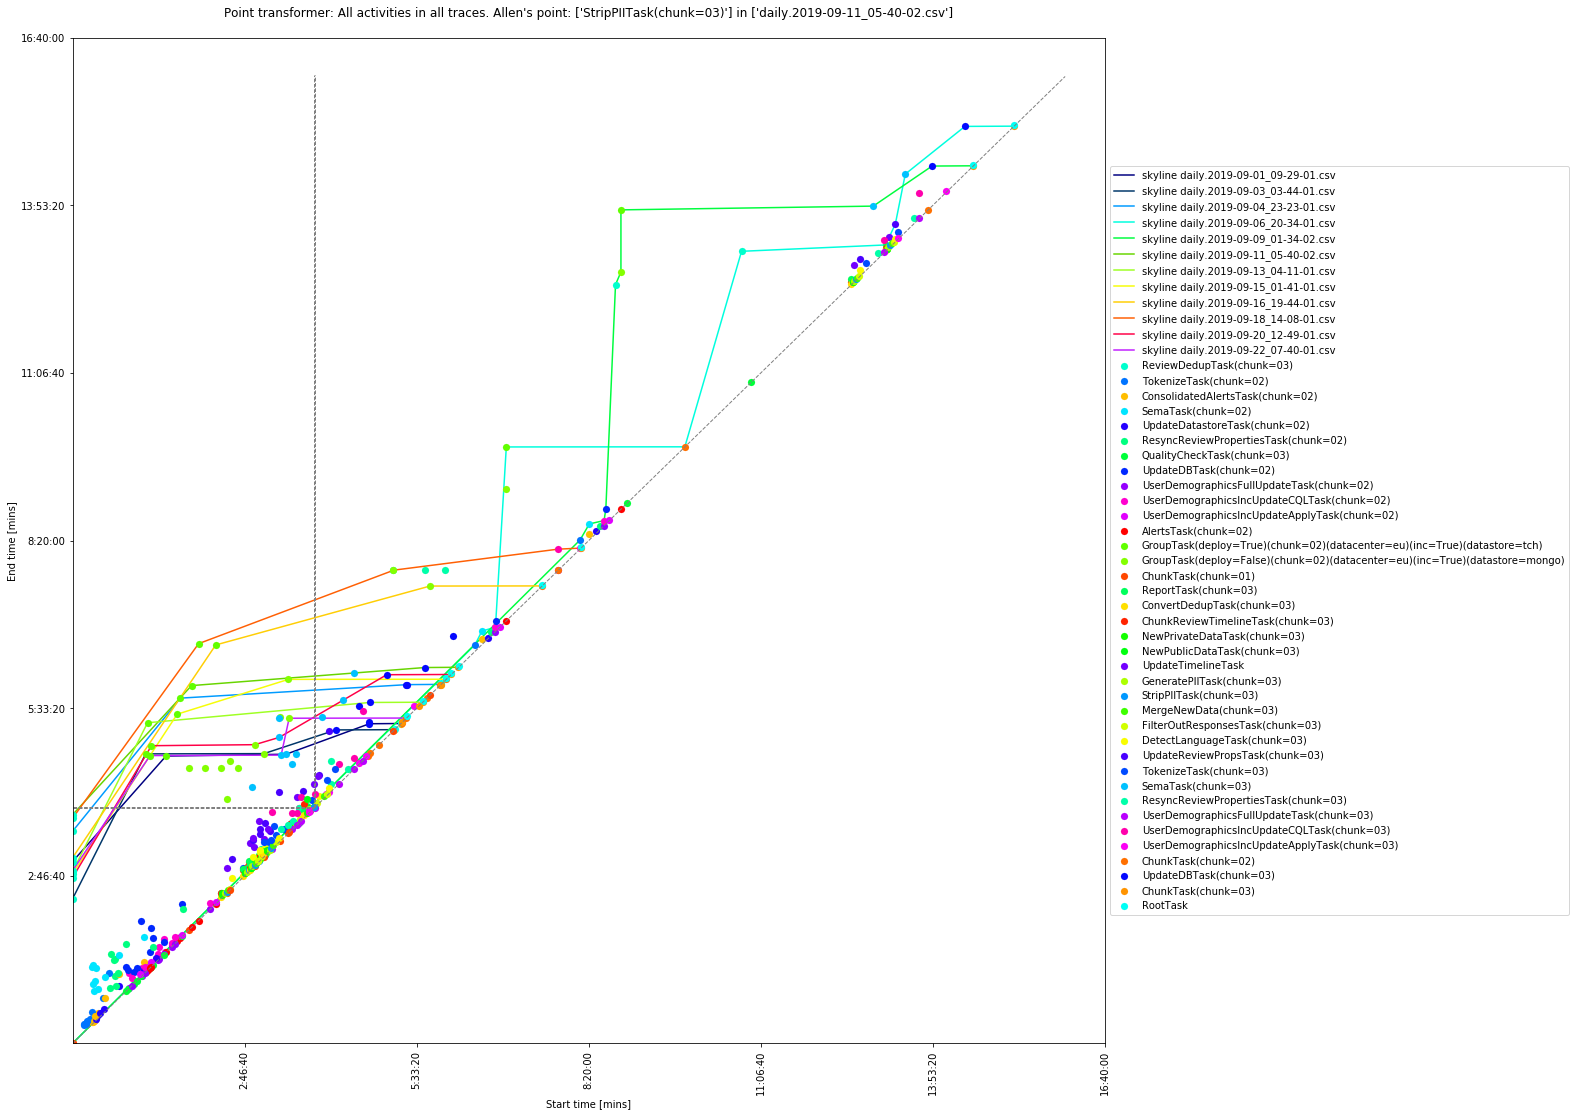 Point transformer: All activities in all traces. Allen's point: ['StripPIITask(chunk=03)'] in ['daily.2019-09-11_05-40-02.csv']
16:40:00
13:53:20
11:06:40
8:20:00
5:33:20
2:46:40
End time [mins]
2:46:40
5:33:20
8:20:00
11:06:40
13:53:20
16:40:00
Start time [mins]
skyline daily.2019-09-01_09-29-01.csv
skyline daily.2019-09-03_03-44-01.csv
skyline daily.2019-09-04_23-23-01.csv
skyline daily.2019-09-06_20-34-01.csv
skyline daily.2019-09-09_01-34-02.csv
skyline daily.2019-09-11_05-40-02.csv
skyline daily.2019-09-13_04-11-01.csv
skyline daily.2019-09-15_01-41-01.csv
skyline daily.2019-09-16_19-44-01.csv
skyline daily.2019-09-18_14-08-01.csv
skyline daily.2019-09-20_12-49-01.csv
skyline daily.2019-09-22_07-40-01.csv
ReviewDedupTask(chunk=03)
TokenizeTask(chunk=02)
ConsolidatedAlertsTask(chunk=02)
SemaTask(chunk=02)
UpdateDatastoreTask(chunk=02)
ResyncReviewPropertiesTask(chunk=02)
QualityCheckTask(chunk=03)
UpdateDBTask(chunk=02)
UserDemographicsFullUpdateTask(chunk=02)
UserDemographicsIncUpdateCQLTask(chunk=02)
UserDemographicsIncUpdateApplyTask(chunk=02)
AlertsTask(chunk=02)
GroupTask(deploy=True)(chunk=02)(datacenter=eu)(inc=True)(datastore=tch)
GroupTask(deploy=False)(chunk=02)(datacenter=eu)(inc=True)(datastore=mongo)
ChunkTask(chunk=01)
ReportTask(chunk=03)
ConvertDedupTask(chunk=03)
ChunkReviewTimelineTask(chunk=03)
NewPrivateDataTask(chunk=03)
NewPublicDataTask(chunk=03)
UpdateTimelineTask
GeneratePIITask(chunk=03)
StripPIITask(chunk=03)
MergeNewData(chunk=03)
FilterOutResponsesTask(chunk=03)
DetectLanguageTask(chunk=03)
UpdateReviewPropsTask(chunk=03)
TokenizeTask(chunk=03)
SemaTask(chunk=03)
ResyncReviewPropertiesTask(chunk=03)
UserDemographicsFullUpdateTask(chunk=03)
UserDemographicsIncUpdateCQLTask(chunk=03)
UserDemographicsIncUpdateApplyTask(chunk=03)
ChunkTask(chunk=02)
UpdateDBTask(chunk=03)
ChunkTask(chunk=03)
RootTask